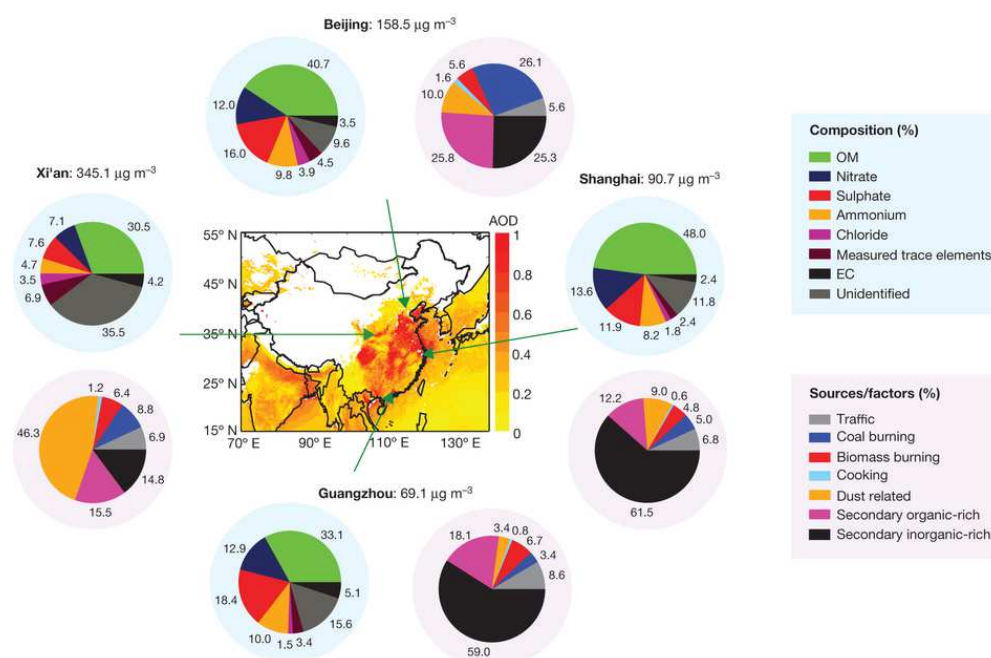 Beijing: 158.5 µg m⁻³
40.7
12.0
16.0
9.8
3.9
4.5
9.6
3.5
5.6
1.6
10.0
25.8
26.1
5.6
25.3
Xi'an: 345.1 µg m⁻³
7.1
7.6
4.7
3.5
6.9
35.5
30.5
4.2
1.2
6.4
8.8
6.9
14.8
15.5
46.3
AOD
1
0.8
0.6
0.4
0.2
0
55° N
45° N
35° N
25° N
15° N
70° E
90° E
110° E
130° E
Shanghai: 90.7 µg m⁻³
48.0
13.6
11.9
8.2
1.8
2.4
11.8
2.4
12.2
9.0
0.6
4.8
5.0
6.8
61.5
Guangzhou: 69.1 µg m⁻³
33.1
12.9
18.4
10.0
1.5
3.4
15.6
5.1
18.1
3.4
0.8
6.7
3.4
8.6
59.0
Composition (%)
OM
Nitrate
Sulphate
Ammonium
Chloride
Measured trace elements
EC
Unidentified
Sources/factors (%)
Traffic
Coal burning
Biomass burning
Cooking
Dust related
Secondary organic-rich
Secondary inorganic-rich